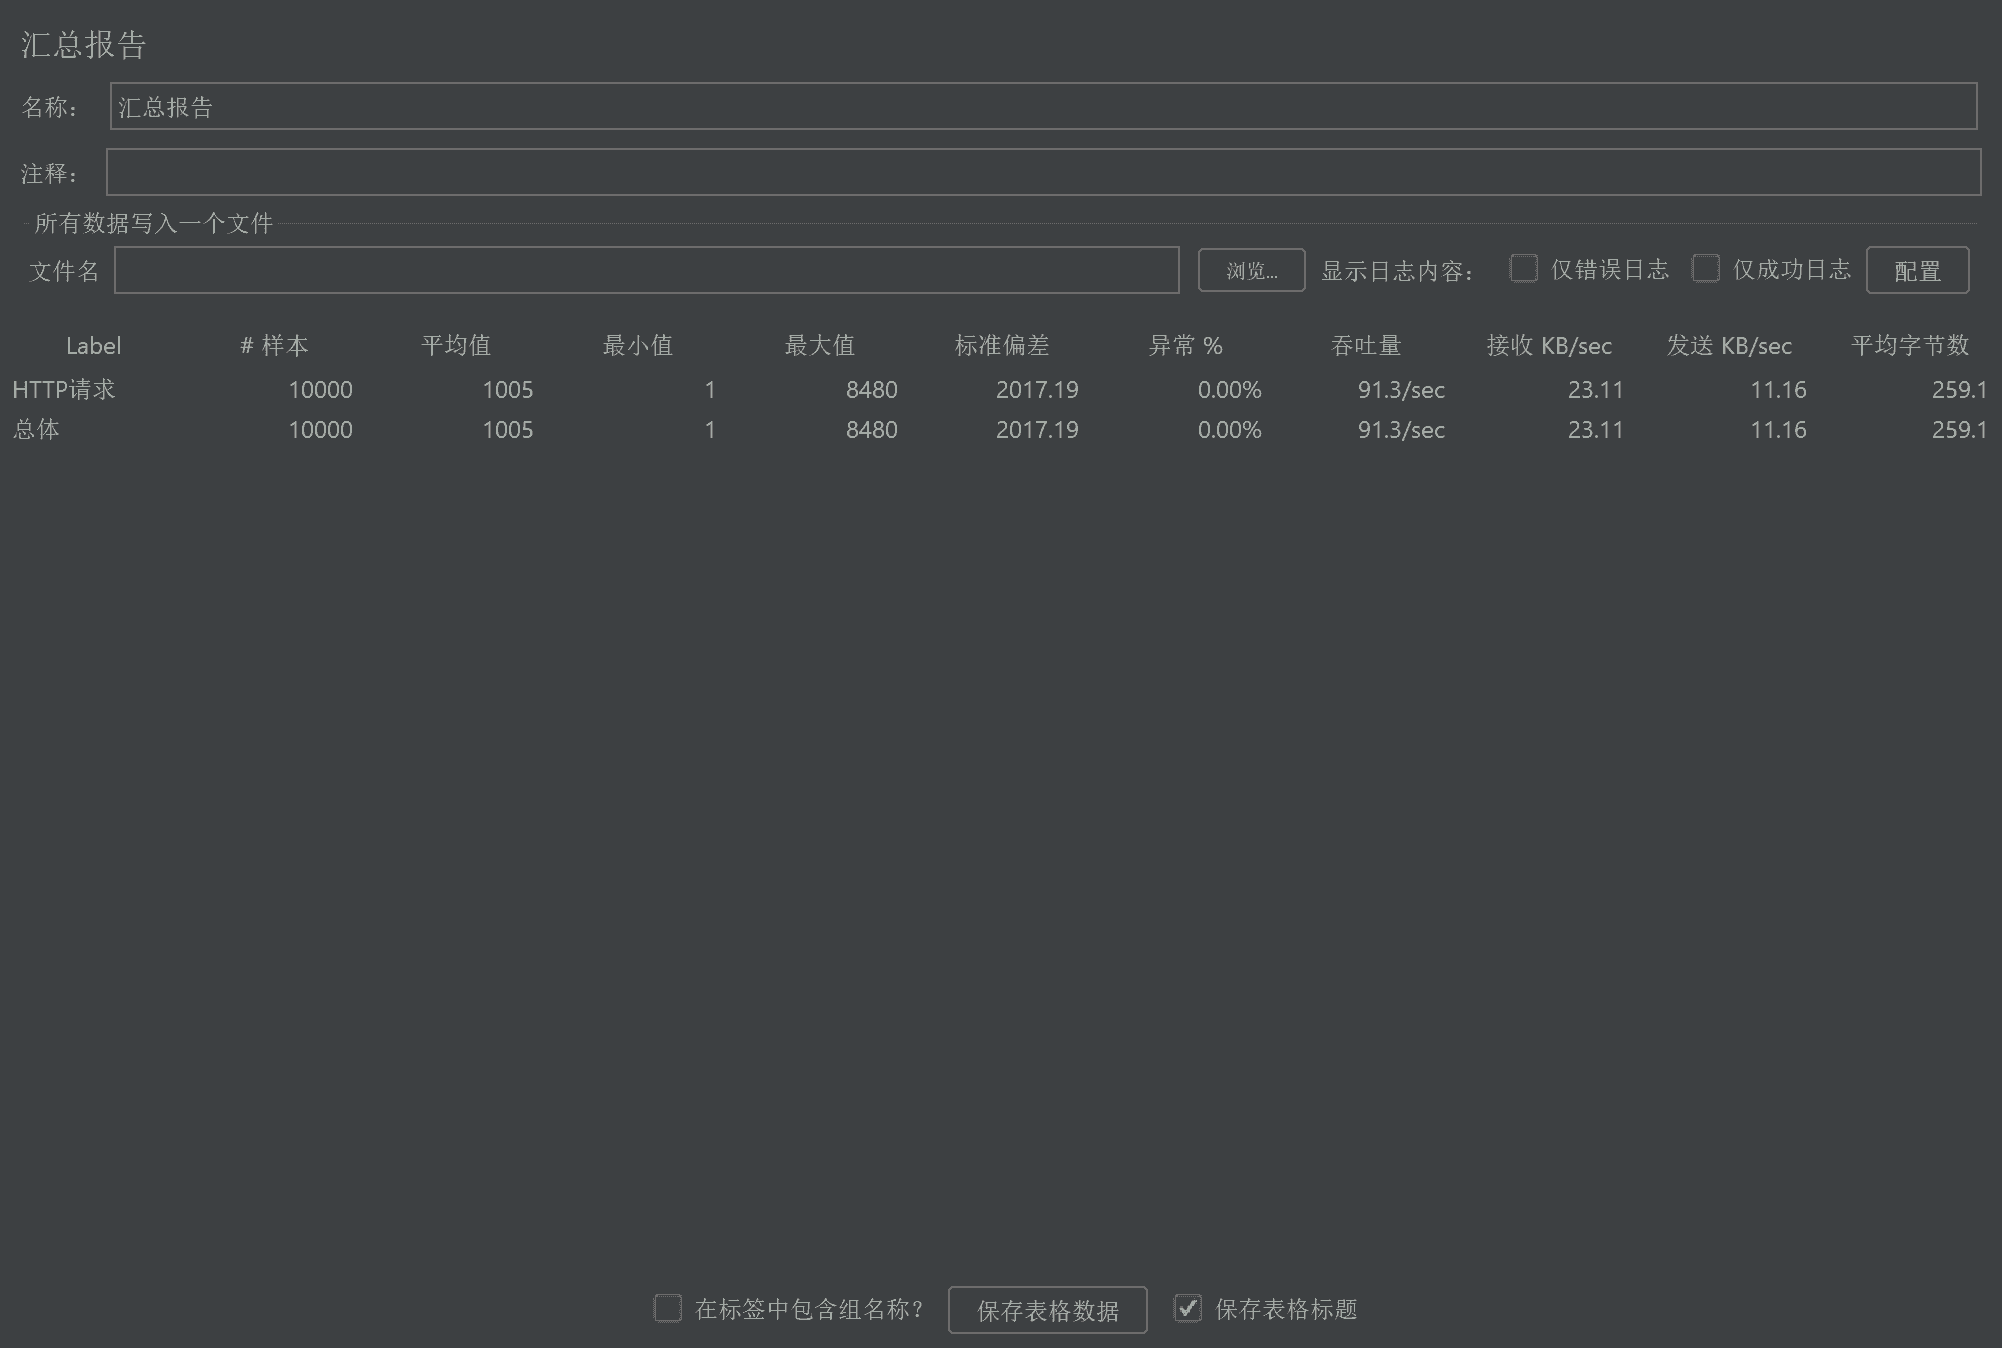 汇总报告
名称： 汇总报告
注释：
所有数据写入一个文件
文件名 浏览... 显示日志内容： 仅错误日志 仅成功日志 配置
Label # 样本 平均值 最小值 最大值 标准偏差 异常 % 吞吐量 接收 KB/sec 发送 KB/sec 平均字节数
HTTP请求 10000 1005 1 8480 2017.19 0.00% 91.3/sec 23.11 11.16 259.1
总体 10000 1005 1 8480 2017.19 0.00% 91.3/sec 23.11 11.16 259.1
在标签中包含组名称？ 保存表格数据 保存表格标题